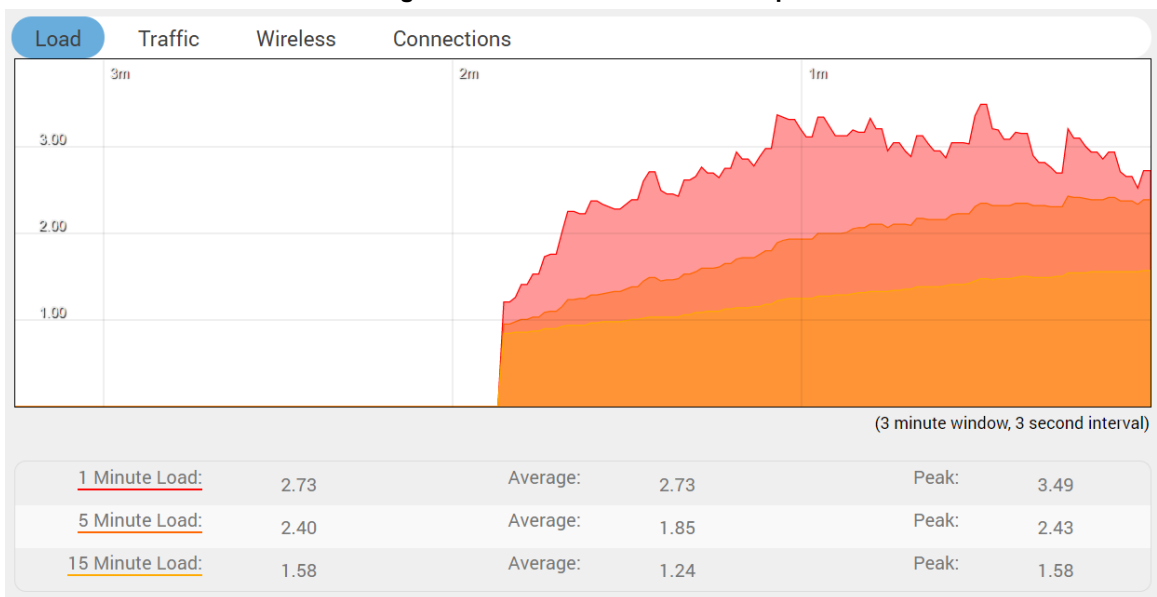 Load Traffic Wireless Connections
3m 2m 1m
3.00
2.00
1.00
(3 minute window, 3 second interval)
1 Minute Load: 2.73 Average: 2.73 Peak: 3.49
5 Minute Load: 2.40 Average: 1.85 Peak: 2.43
15 Minute Load: 1.58 Average: 1.24 Peak: 1.58